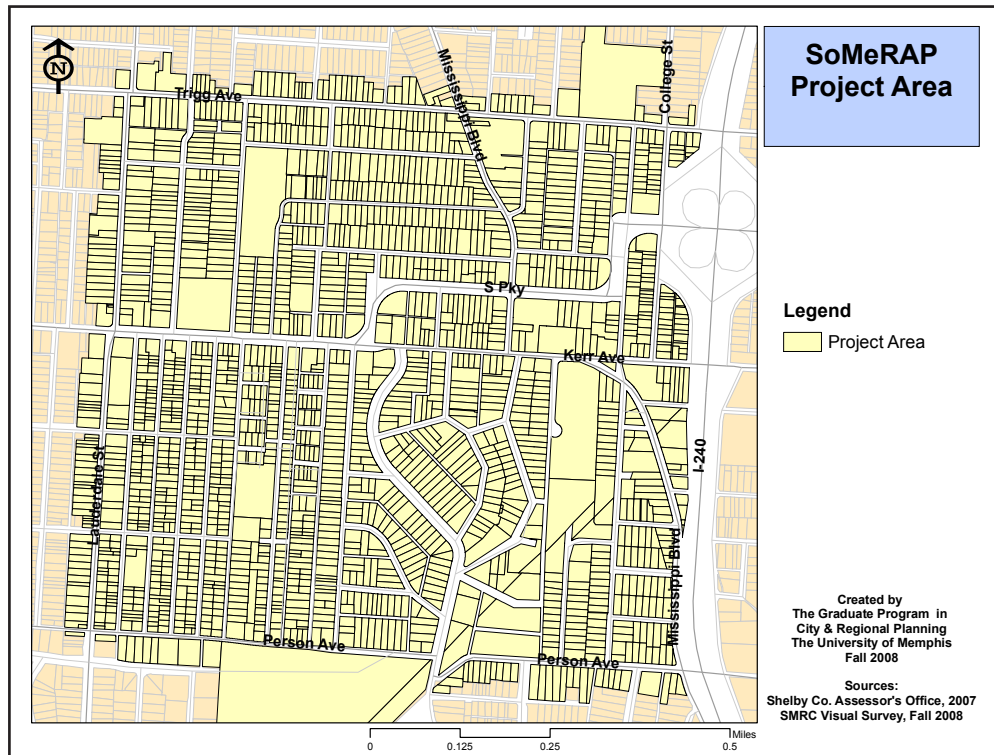 SoMeRAP
Project Area
N
Trigg Ave
Mississippi Blvd
College St
S Pky
Kerr Ave
Lauderdale St
I-240
Mississippi Blvd
Person Ave
Person Ave
Legend
Project Area
Created by
The Graduate Program in
City & Regional Planning
The University of Memphis
Fall 2008
Sources:
Shelby Co. Assessor's Office, 2007
SMRC Visual Survey, Fall 2008
Miles
0 0.125 0.25 0.5